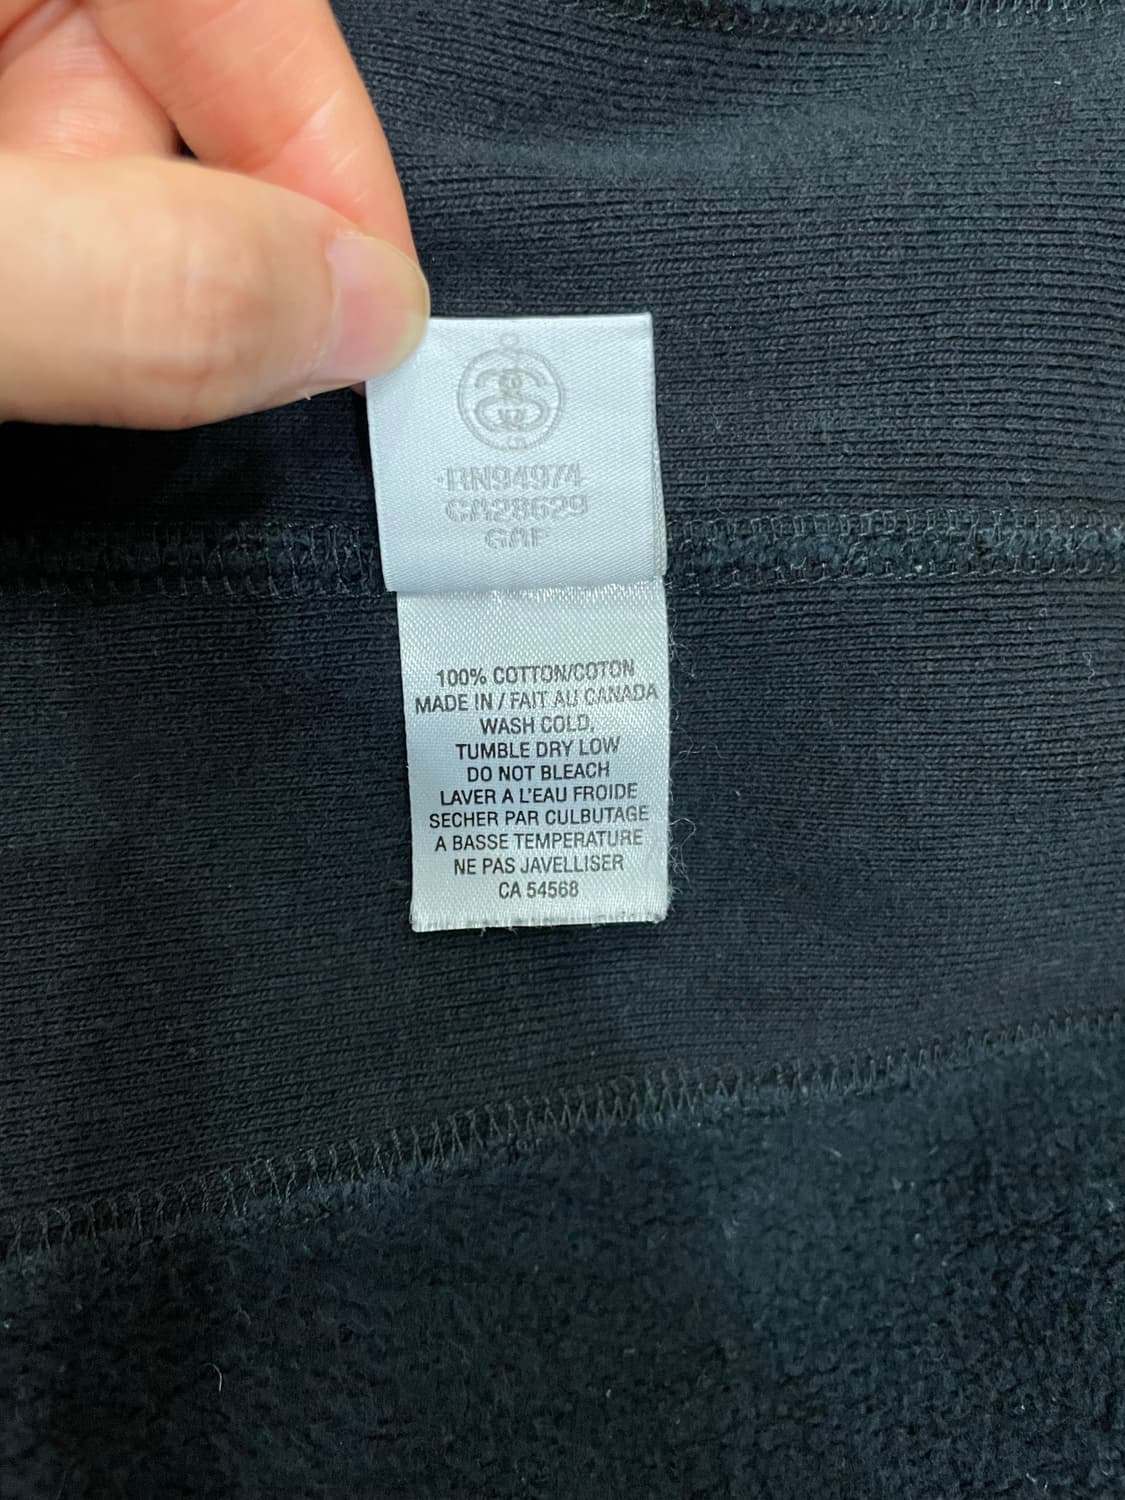 RN94974
CA28629
100% COTTON/COTON
MADE IN / FAIT AU CANADA
WASH COLD,
TUMBLE DRY LOW
DO NOT BLEACH
LAVER A L'EAU FROIDE
SECHER PAR CULBUTAGE
A BASSE TEMPERATURE
NE PAS JAVELLISER
CA 54568